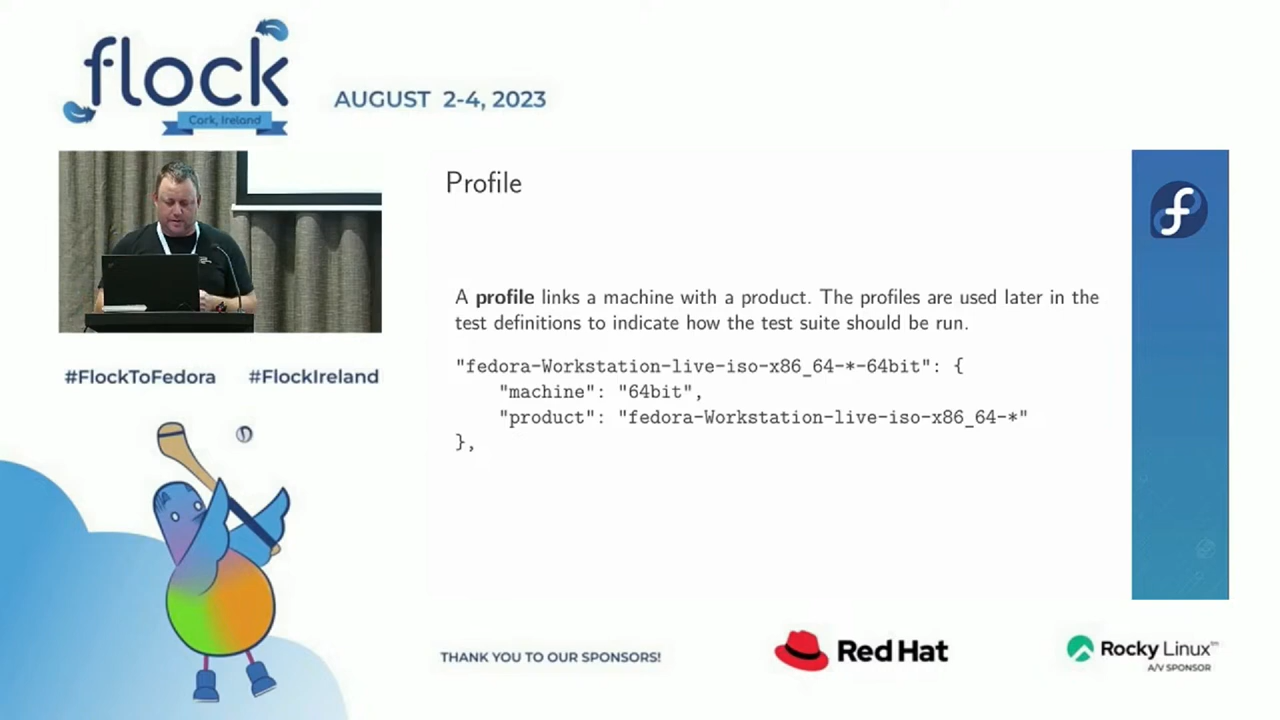 flock
Cork, Ireland
AUGUST 2-4, 2023
#FlockToFedora #FlockIreland
Profile
A profile links a machine with a product. The profiles are used later in the
test definitions to indicate how the test suite should be run.
"fedora-Workstation-live-iso-x86_64-*-64bit": {
"machine": "64bit",
"product": "fedora-Workstation-live-iso-x86_64-*"
},
THANK YOU TO OUR SPONSORS!
Red Hat
Rocky Linux™
A/V SPONSOR